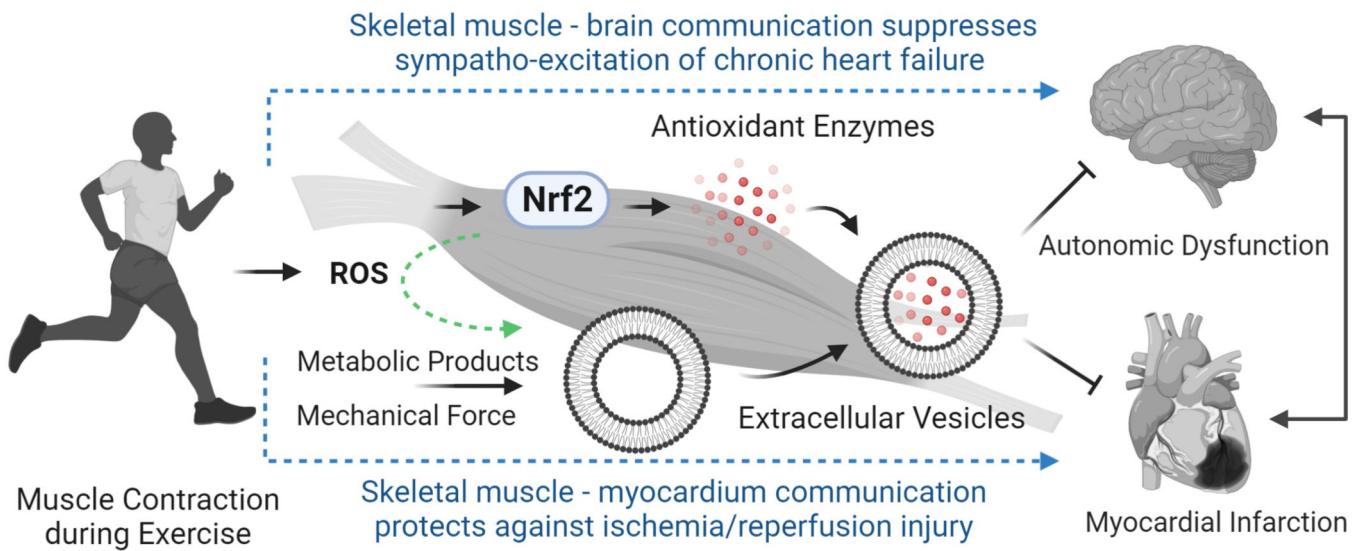 Skeletal muscle - brain communication suppresses
sympatho-excitation of chronic heart failure
Antioxidant Enzymes
Nrf2
ROS
Autonomic Dysfunction
Metabolic Products
Mechanical Force
Extracellular Vesicles
Muscle Contraction
during Exercise
Skeletal muscle - myocardium communication
protects against ischemia/reperfusion injury
Myocardial Infarction